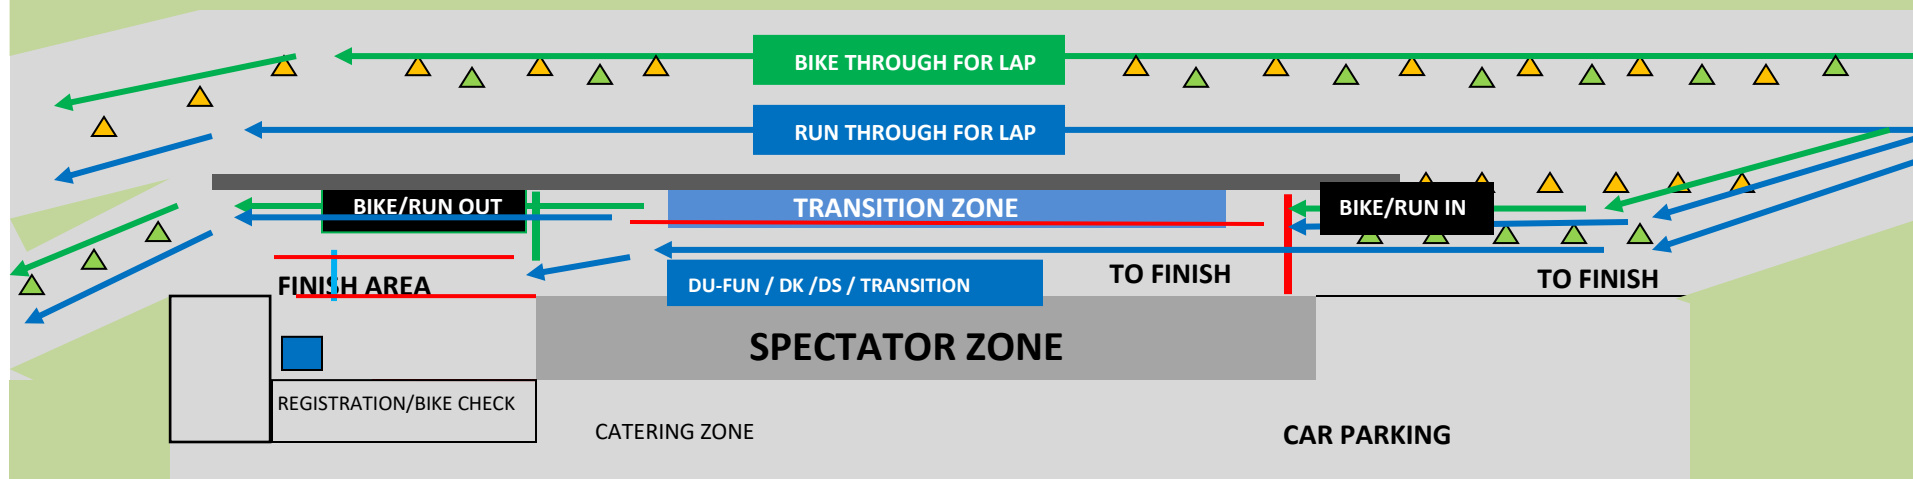 BIKE THROUGH FOR LAP
RUN THROUGH FOR LAP
BIKE/RUN OUT
TRANSITION ZONE
BIKE/RUN IN
FINISH AREA
DU-FUN / DK /DS / TRANSITION
TO FINISH
TO FINISH
SPECTATOR ZONE
REGISTRATION/BIKE CHECK
CATERING ZONE
CAR PARKING